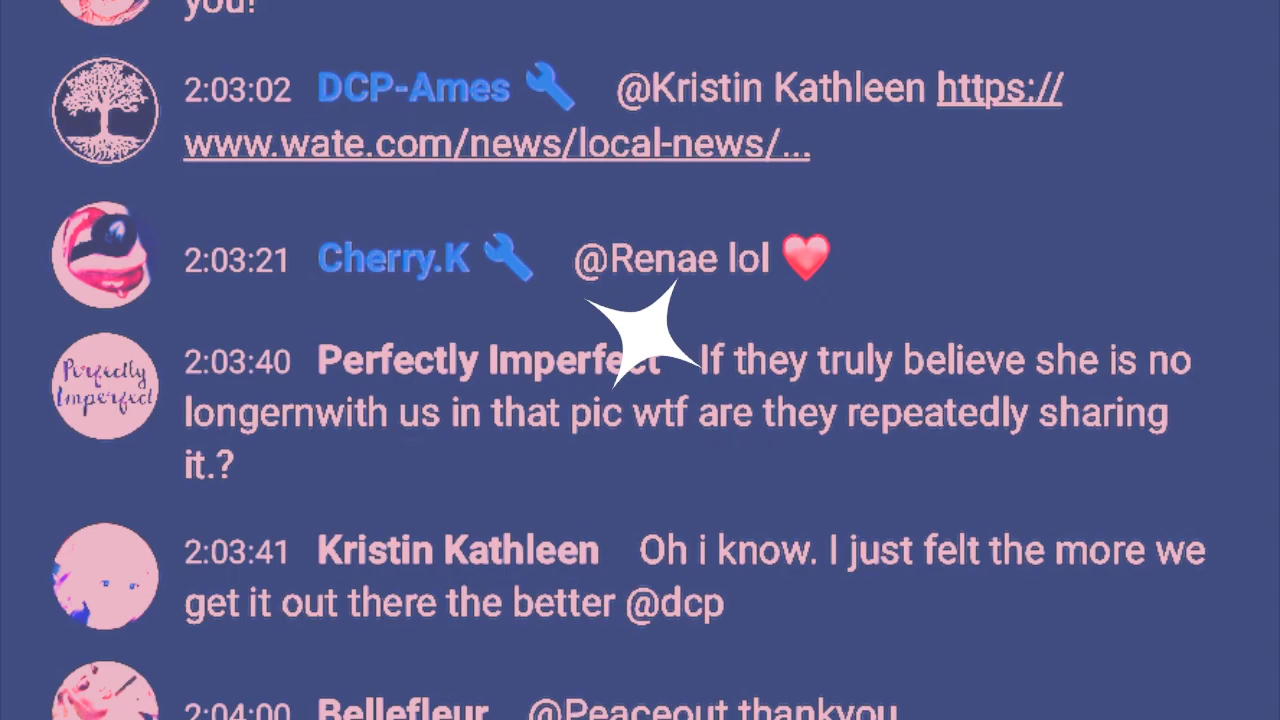 you!
2:03:02 DCP-Ames @Kristin Kathleen https://
www.wate.com/news/local-news/...
2:03:21 Cherry.K @Renae lol
Perfectly
Imperfect
2:03:40 Perfectly Imperfect If they truly believe she is no
longernwith us in that pic wtf are they repeatedly sharing
it.?
2:03:41 Kristin Kathleen Oh i know. I just felt the more we
get it out there the better @dcp
2:04:00 Bellefleur @Peaceout thankyou